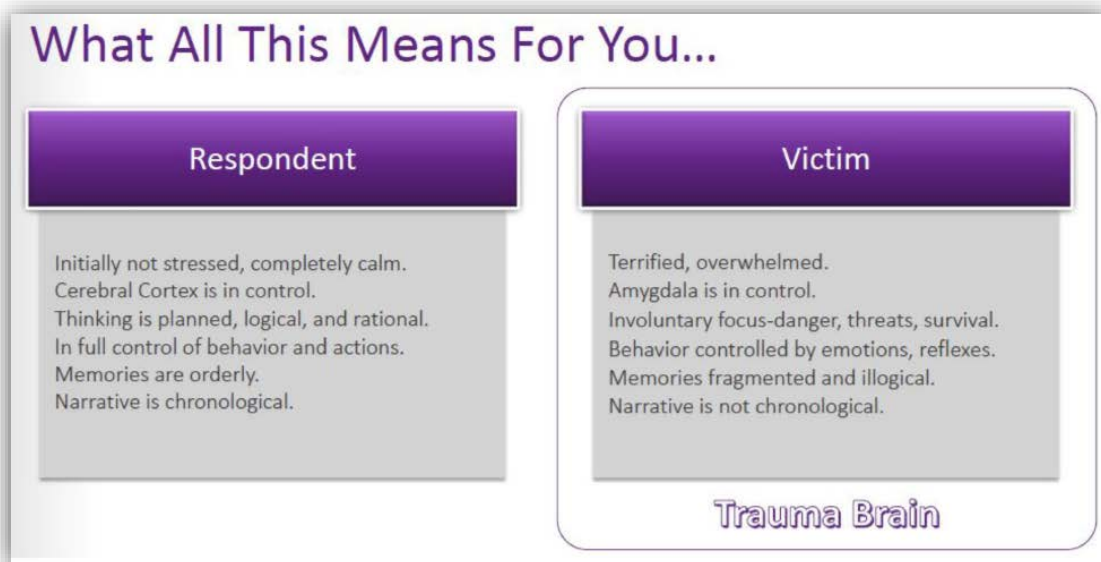 What All This Means For You...
Respondent
Initially not stressed, completely calm.
Cerebral Cortex is in control.
Thinking is planned, logical, and rational.
In full control of behavior and actions.
Memories are orderly.
Narrative is chronological.
Victim
Terrified, overwhelmed.
Amygdala is in control.
Involuntary focus-danger, threats, survival.
Behavior controlled by emotions, reflexes.
Memories fragmented and illogical.
Narrative is not chronological.
Trauma Brain